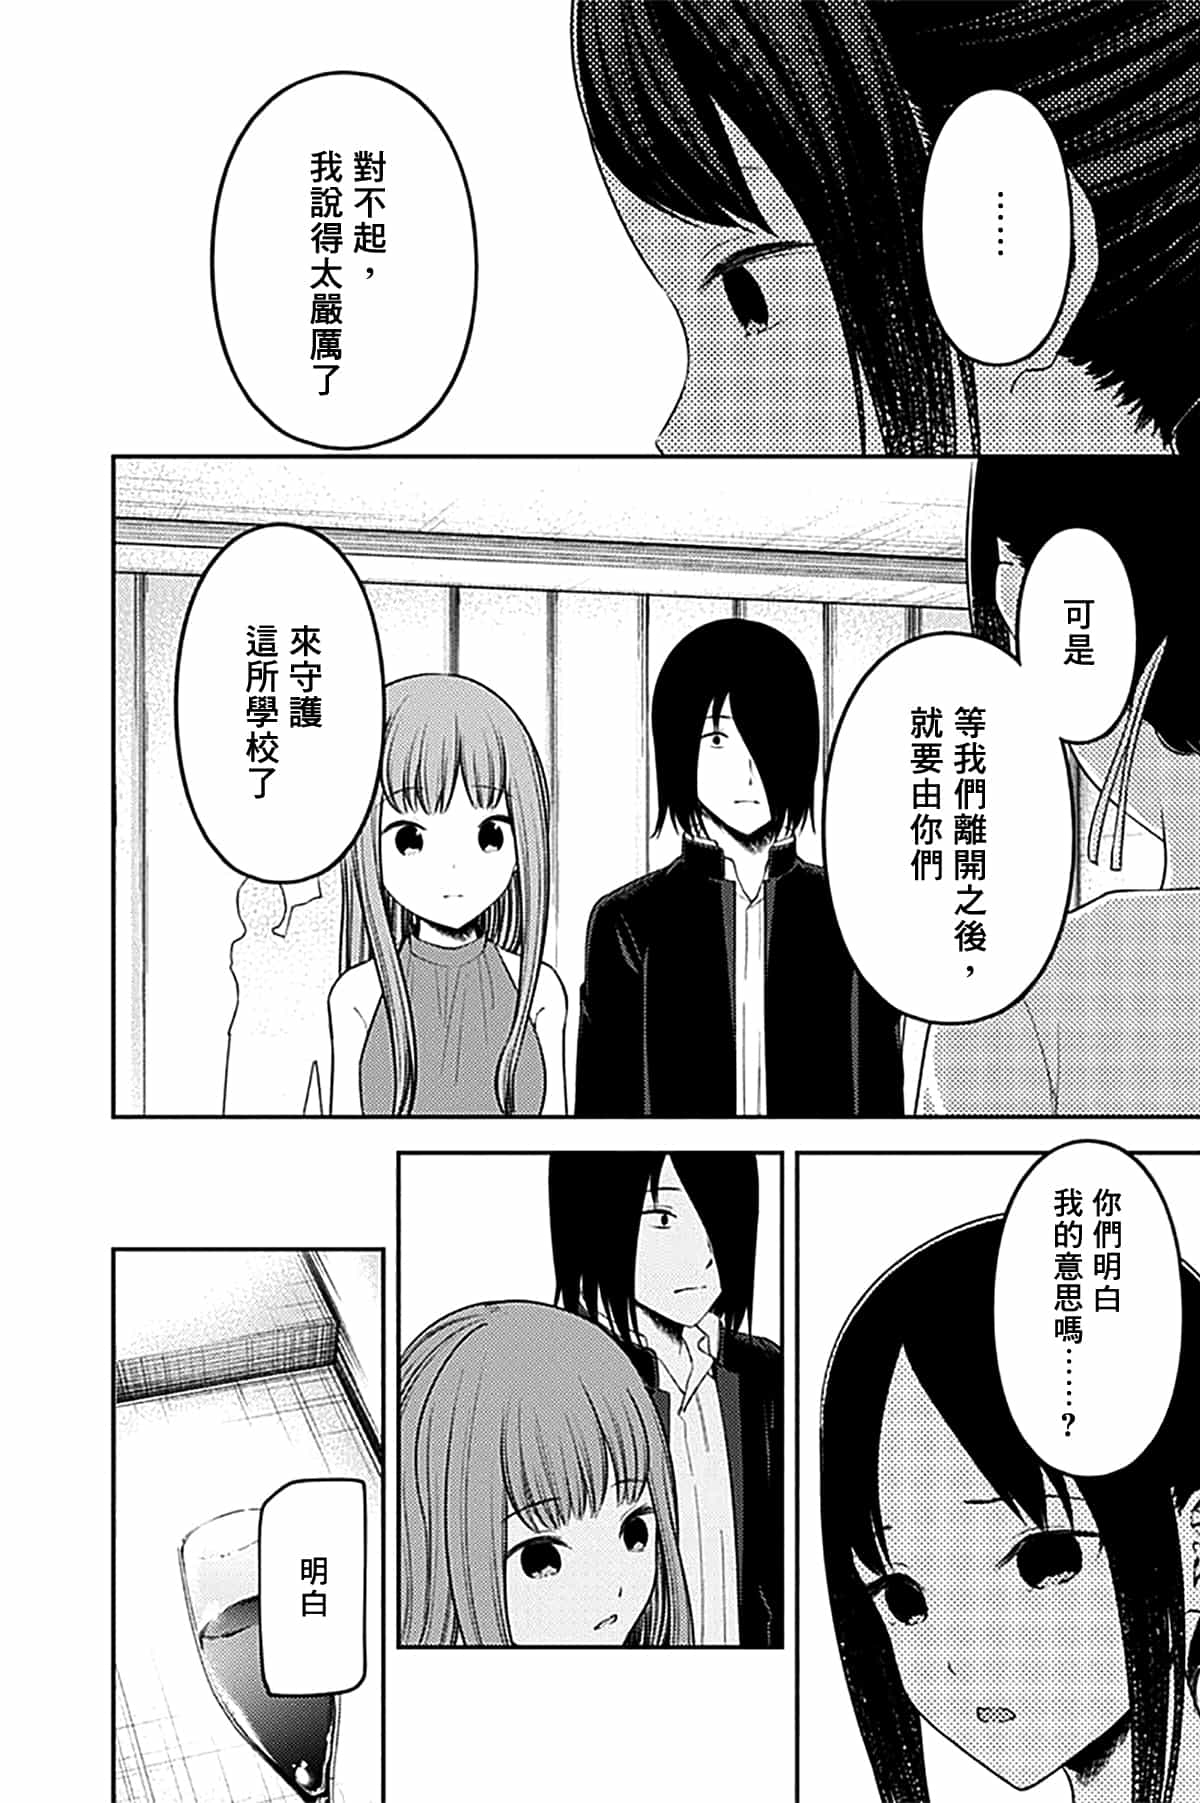 ……
對不起，
我說得太嚴厲了
可是
等我們離開之後，
就要由你們
來守護
這所學校了
你們明白
我的意思嗎……？
明白